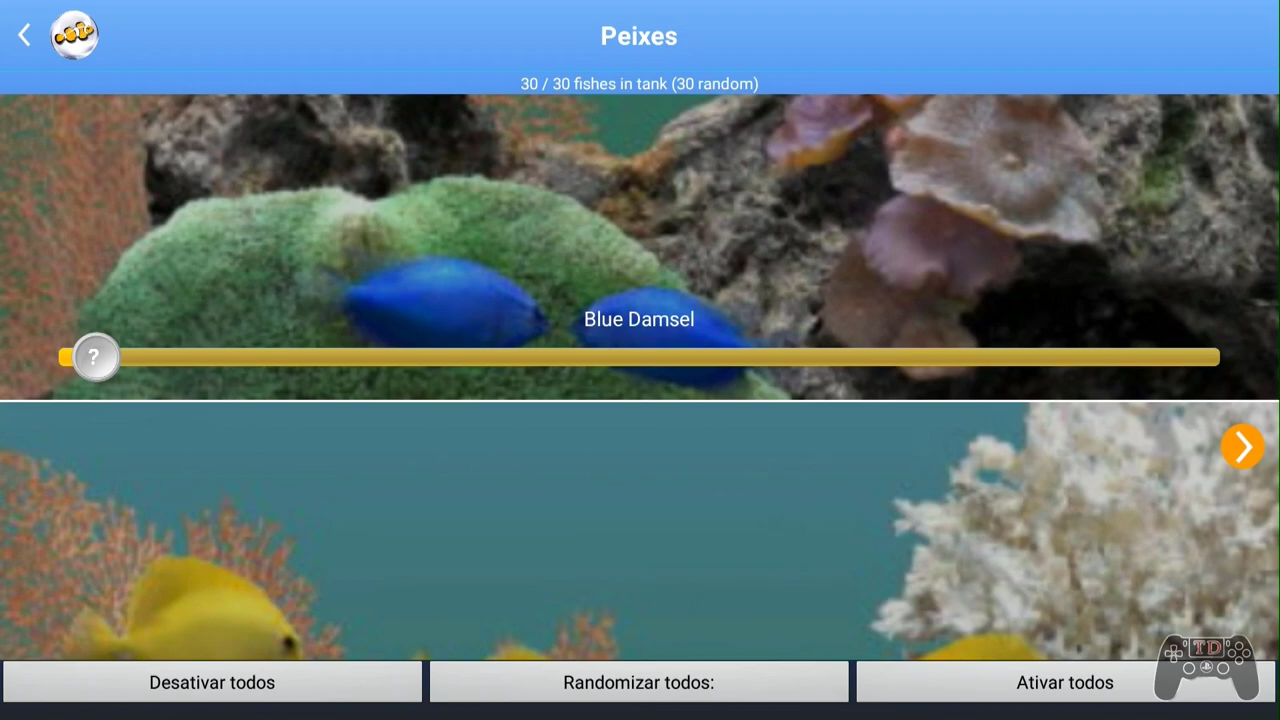 Peixes
30 / 30 fishes in tank (30 random)
Blue Damsel
?
Desativar todos
Randomizar todos:
Ativar todos
TD